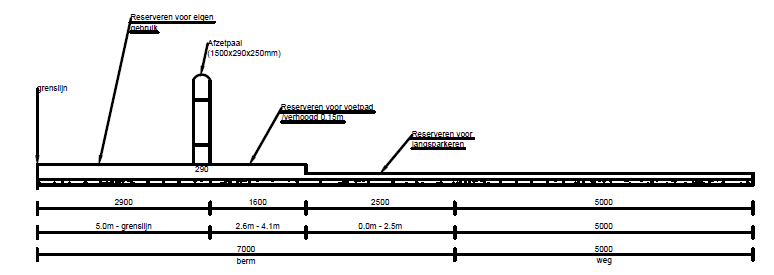 Reserveren voor eigen
gebruik
Afzetpaal
(1500x290x250mm)
grenslijn
Reserveren voor voetpad
/verhoogd 0.15m
Reserveren voor
langsparkeren
290
2900 1600 2500 5000
5.0m - grenslijn 2.6m - 4.1m 0.0m - 2.5m 5000
7000 5000
berm weg